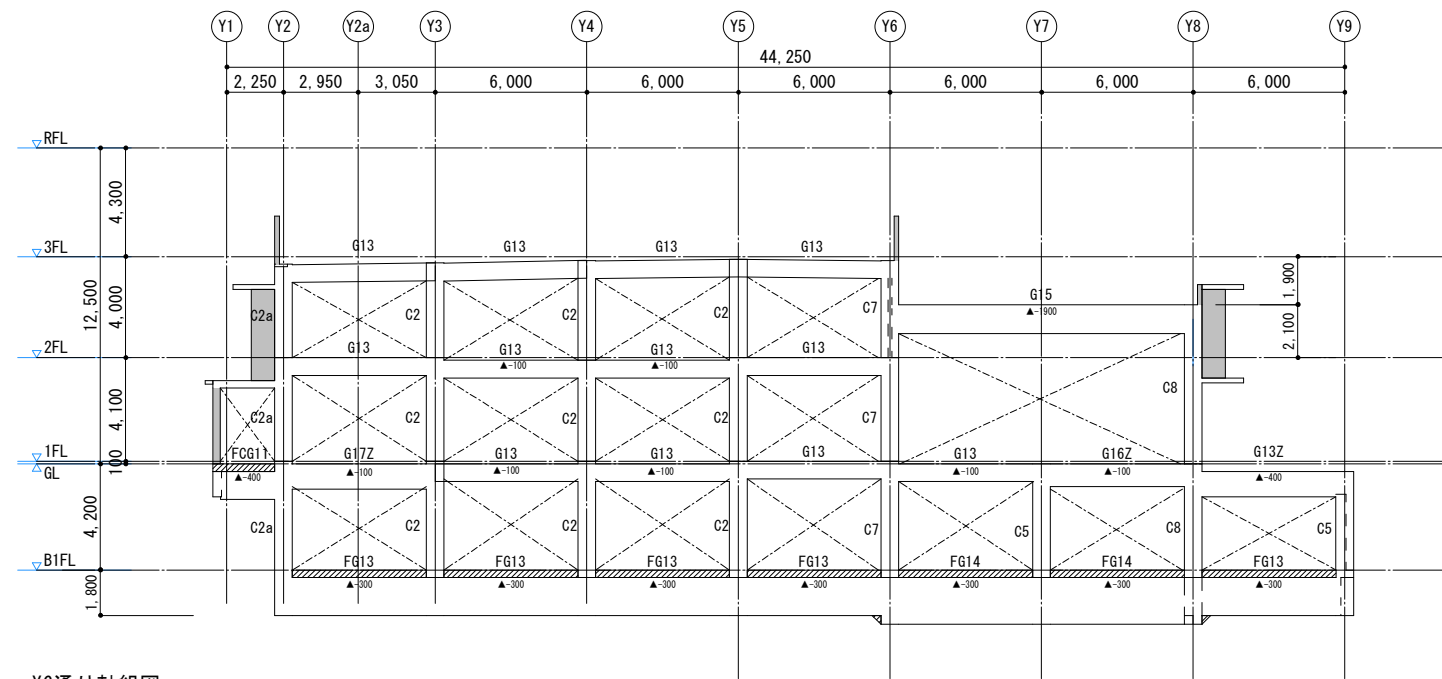 Y1 Y2 Y2a Y3 Y4 Y5 Y6 Y7 Y8 Y9
44,250
2,250 2,950 3,050 6,000 6,000 6,000 6,000 6,000 6,000
RFL
4,300
3FL
G13 G13 G13 G13
12,500
4,000
1,900
G15
▲-1900
C2a C2 C2 C2 C7
2,100
2FL
G13 G13 G13 G13
▲-100 ▲-100
4,100
C8
C2a C2 C2 C2 C7
1FL
FCG11 G17Z G13 G13 G13 G13 G16Z G13Z
100
GL
▲-400 ▲-100 ▲-100 ▲-100 ▲-100 ▲-100 ▲-400
4,200
C2a C2 C2 C2 C7 C5 C8 C5
B1FL
FG13 FG13 FG13 FG13 FG14 FG14 FG13
▲-300 ▲-300 ▲-300 ▲-300 ▲-300 ▲-300 ▲-300
1,800